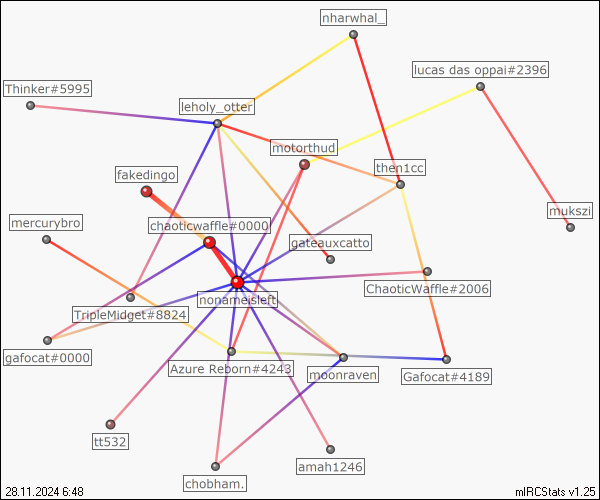 nharwhal_
lucas das oppai#2396
Thinker#5995
leholy_otter
motorthud
then1cc
fakedingo
mukszi
mercurybro
chaoticwaffle#0000
gateauxcatto
ChaoticWaffle#2006
nonameisleft
TripleMidget#8824
gafocat#0000
Azure Reborn#4243
moonraven
Gafocat#4189
tt532
amah1246
chobham.
28.11.2024 6:48
mIRCStats v1.25